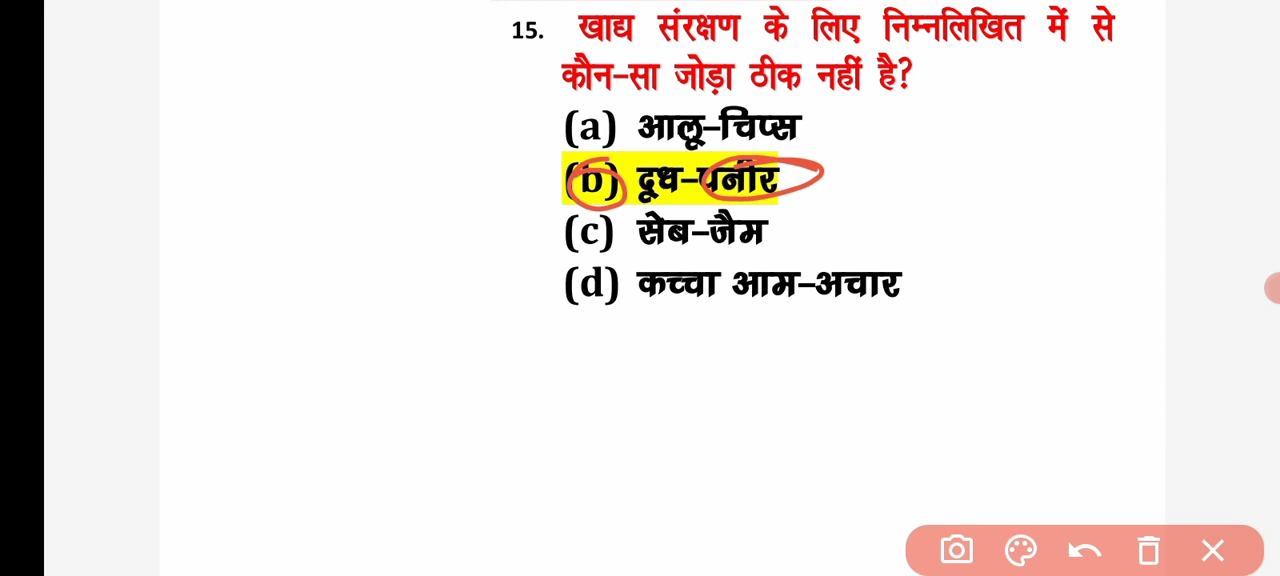 15. खाद्य संरक्षण के लिए निम्नलिखित में से
कौन-सा जोड़ा ठीक नहीं है?
(a) आलू-चिप्स
(b) दूध-पनीर
(c) सेब-जैम
(d) कच्चा आम-अचार